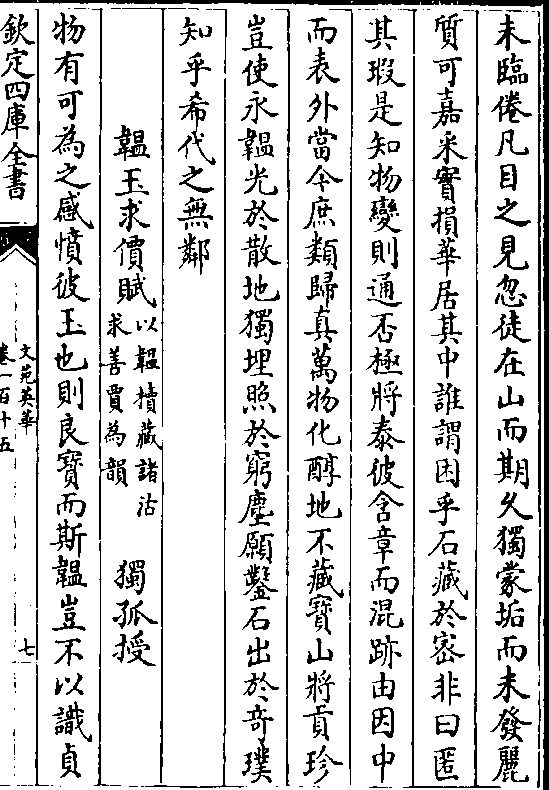 未臨倦凡目之見忽徒在山而期久獨蒙垢而未發麗
質可嘉采實損華居其中誰謂困乎石藏於密非曰匿
其瑕是知物變則通否極將泰彼含章而混跡由因中
而表外當今庶類歸真萬物化醇地不藏寶山將貢珍
豈使永韞光於散地獨埋照於窮塵願鑿石出於奇璞
知乎希代之無鄰
韞玉求價賦 以韞櫝藏諸沽求善賈為韻 獨孤授
物有可為之感憤彼玉也則良寶而斯韞豈不以識貞
欽定四庫全書
文苑英華
卷一百十五
七